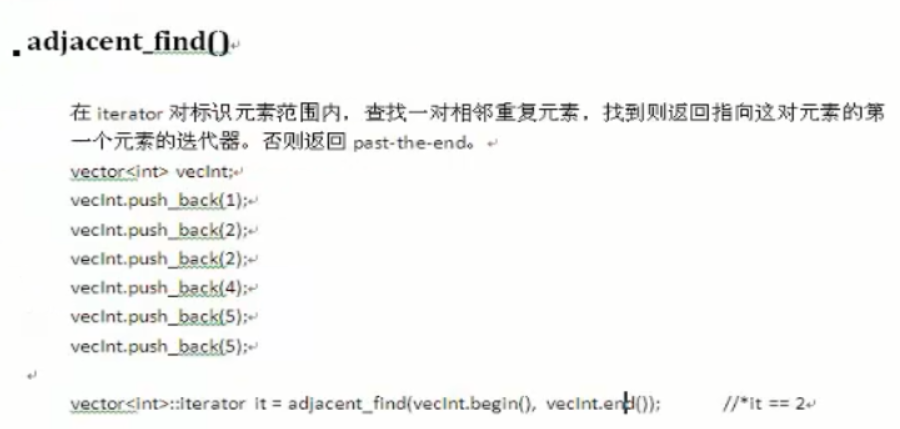 adjacent_find()
在 iterator 对标识元素范围内，查找一对相邻重复元素，找到则返回指向这对元素的第
一个元素的迭代器。否则返回 past-the-end。
vector<int> vecInt;
vecInt.push_back(1);
vecInt.push_back(2);
vecInt.push_back(2);
vecInt.push_back(4);
vecInt.push_back(5);
vecInt.push_back(5);
vector<int>::iterator it = adjacent_find(vecInt.begin(), vecInt.end()); //*it == 2